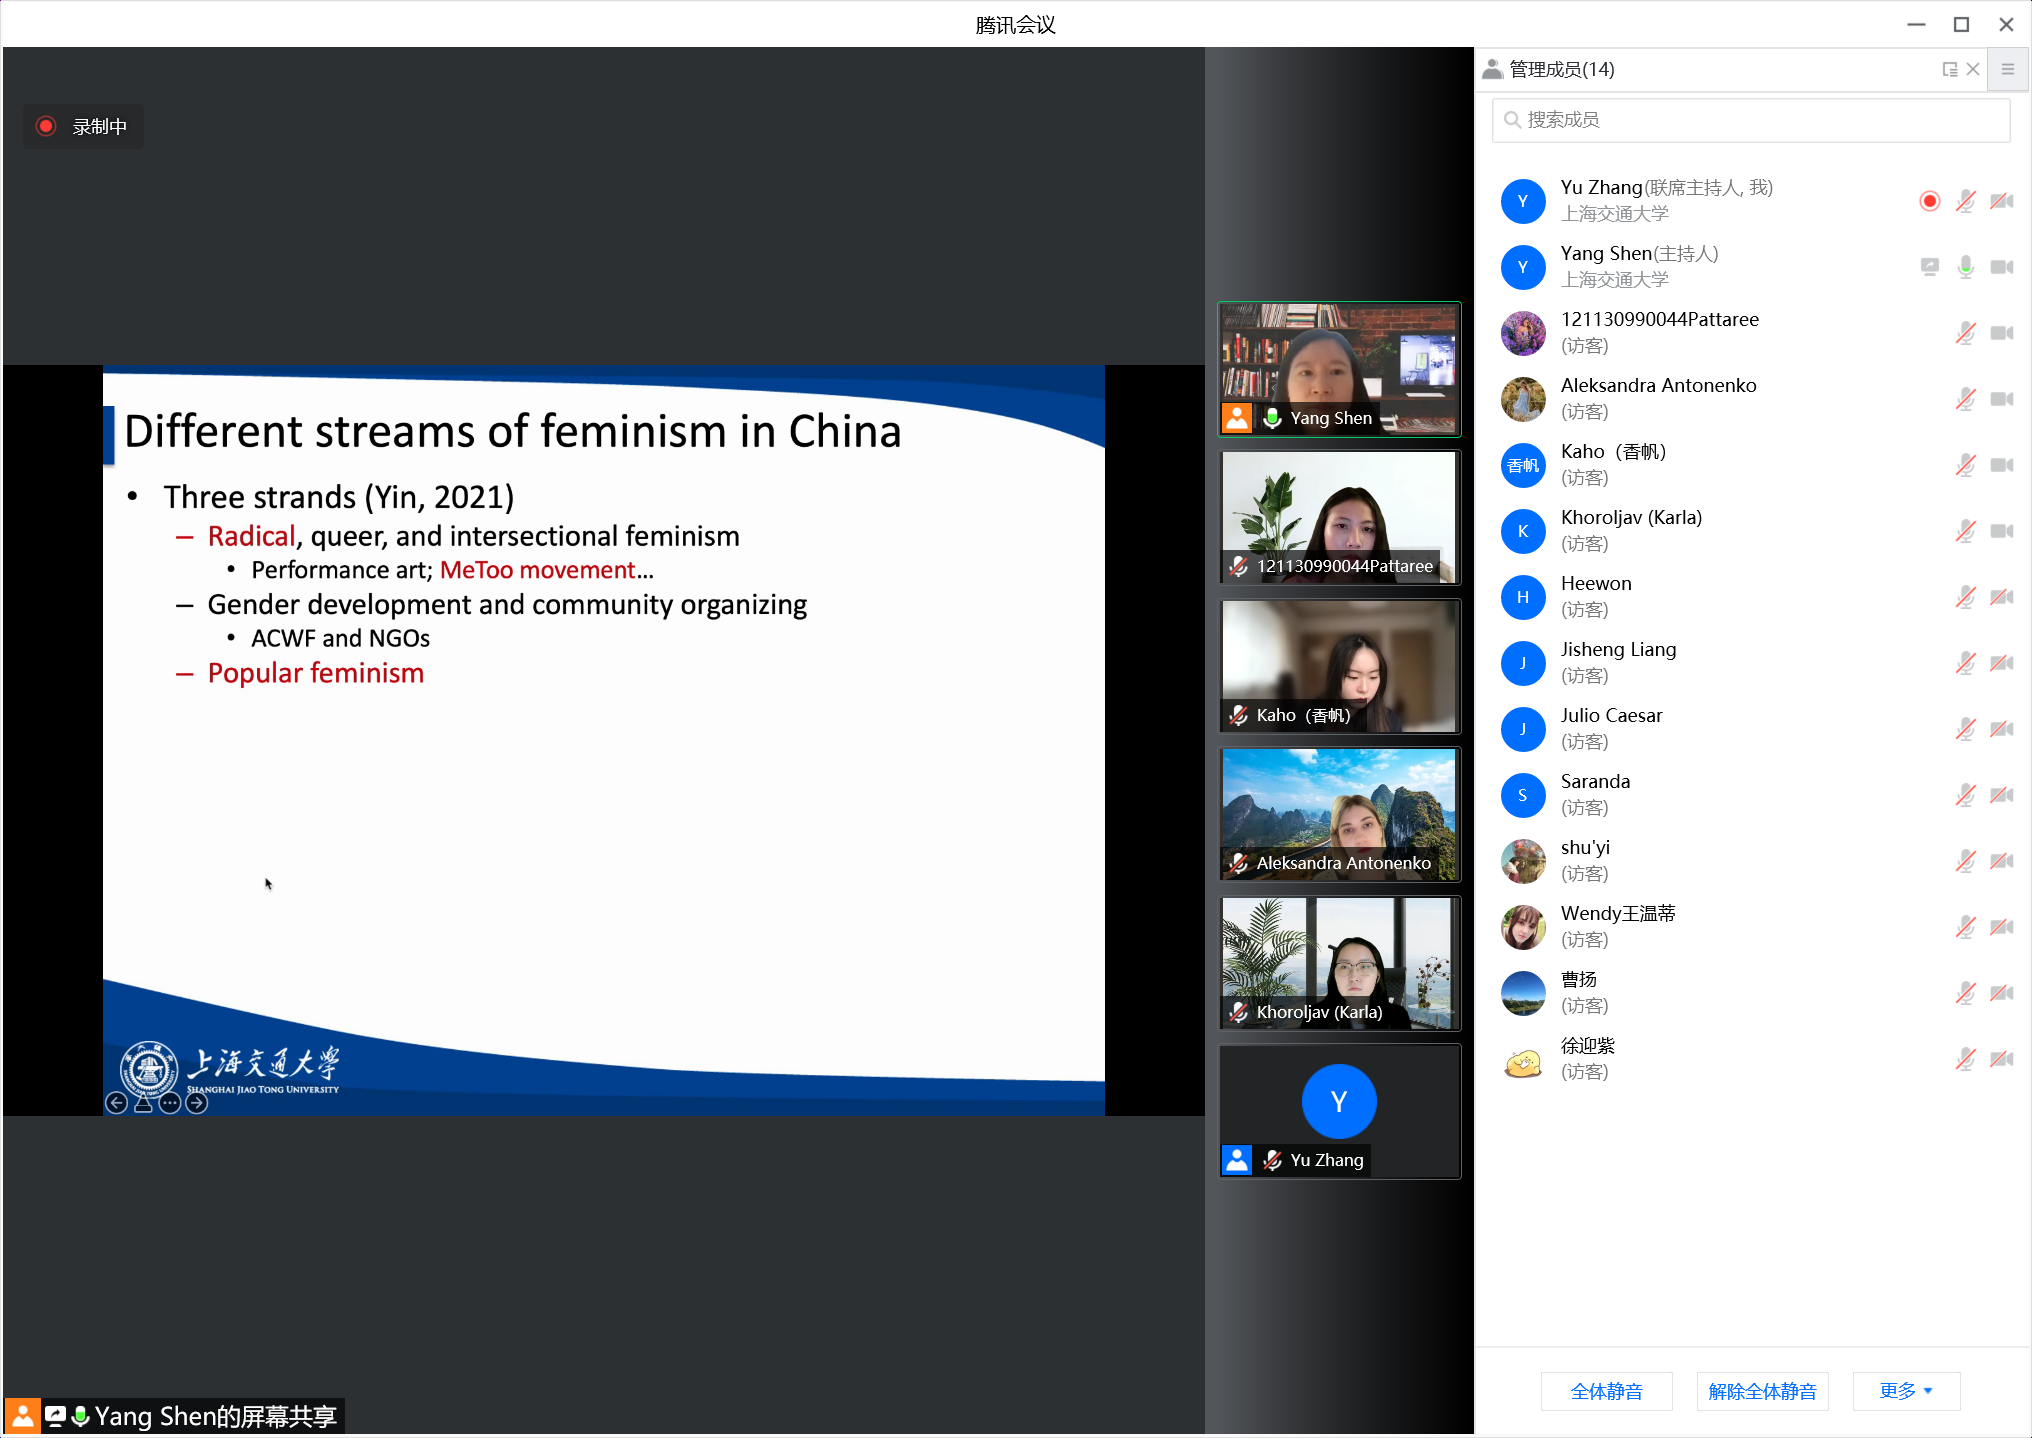 腾讯会议
录制中
Different streams of feminism in China
• Three strands (Yin, 2021)
– Radical, queer, and intersectional feminism
• Performance art; MeToo movement...
– Gender development and community organizing
• ACWF and NGOs
– Popular feminism
上海交通大学
SHANGHAI JIAO TONG UNIVERSITY
Yang Shen的屏幕共享
Yang Shen
121130990044Pattaree
Kaho（香帆）
Aleksandra Antonenko
Khoroljav (Karla)
Y
Yu Zhang
管理成员(14)
搜索成员
Y
Yu Zhang(联席主持人, 我)
上海交通大学
Y
Yang Shen(主持人)
上海交通大学
121130990044Pattaree
(访客)
Aleksandra Antonenko
(访客)
香帆
Kaho（香帆）
(访客)
K
Khoroljav (Karla)
(访客)
H
Heewon
(访客)
J
Jisheng Liang
(访客)
J
Julio Caesar
(访客)
S
Saranda
(访客)
shu'yi
(访客)
Wendy王温蒂
(访客)
曹扬
(访客)
徐迎紫
(访客)
全体静音
解除全体静音
更多